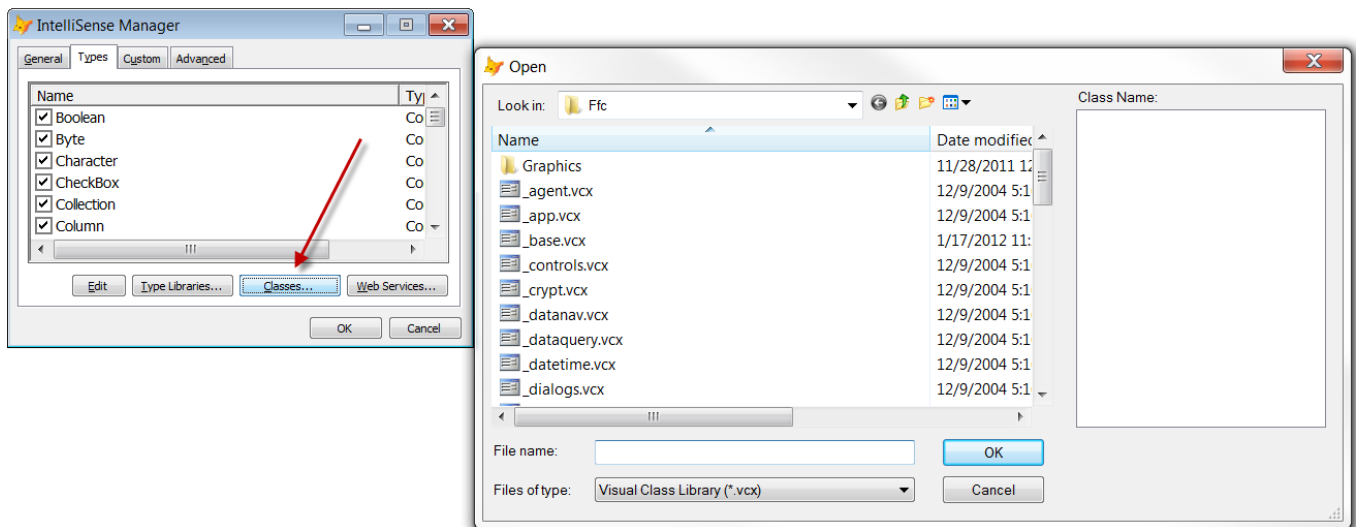 IntelliSense Manager
General Types Custom Advanced
Name Typ
Boolean Co
Byte Co
Character Co
CheckBox Co
Collection Co
Column Co
Edit Type Libraries... Classes... Web Services...
OK Cancel
Open
Look in: Ffc
Name Date modified
Graphics 11/28/2011 12
_agent.vcx 12/9/2004 5:1
_app.vcx 12/9/2004 5:1
_base.vcx 1/17/2012 11:
_controls.vcx 12/9/2004 5:1
_crypt.vcx 12/9/2004 5:1
_datanav.vcx 12/9/2004 5:1
_dataquery.vcx 12/9/2004 5:1
_datetime.vcx 12/9/2004 5:1
_dialogs.vcx 12/9/2004 5:1
File name: OK
Files of type: Visual Class Library (*.vcx) Cancel
Class Name: